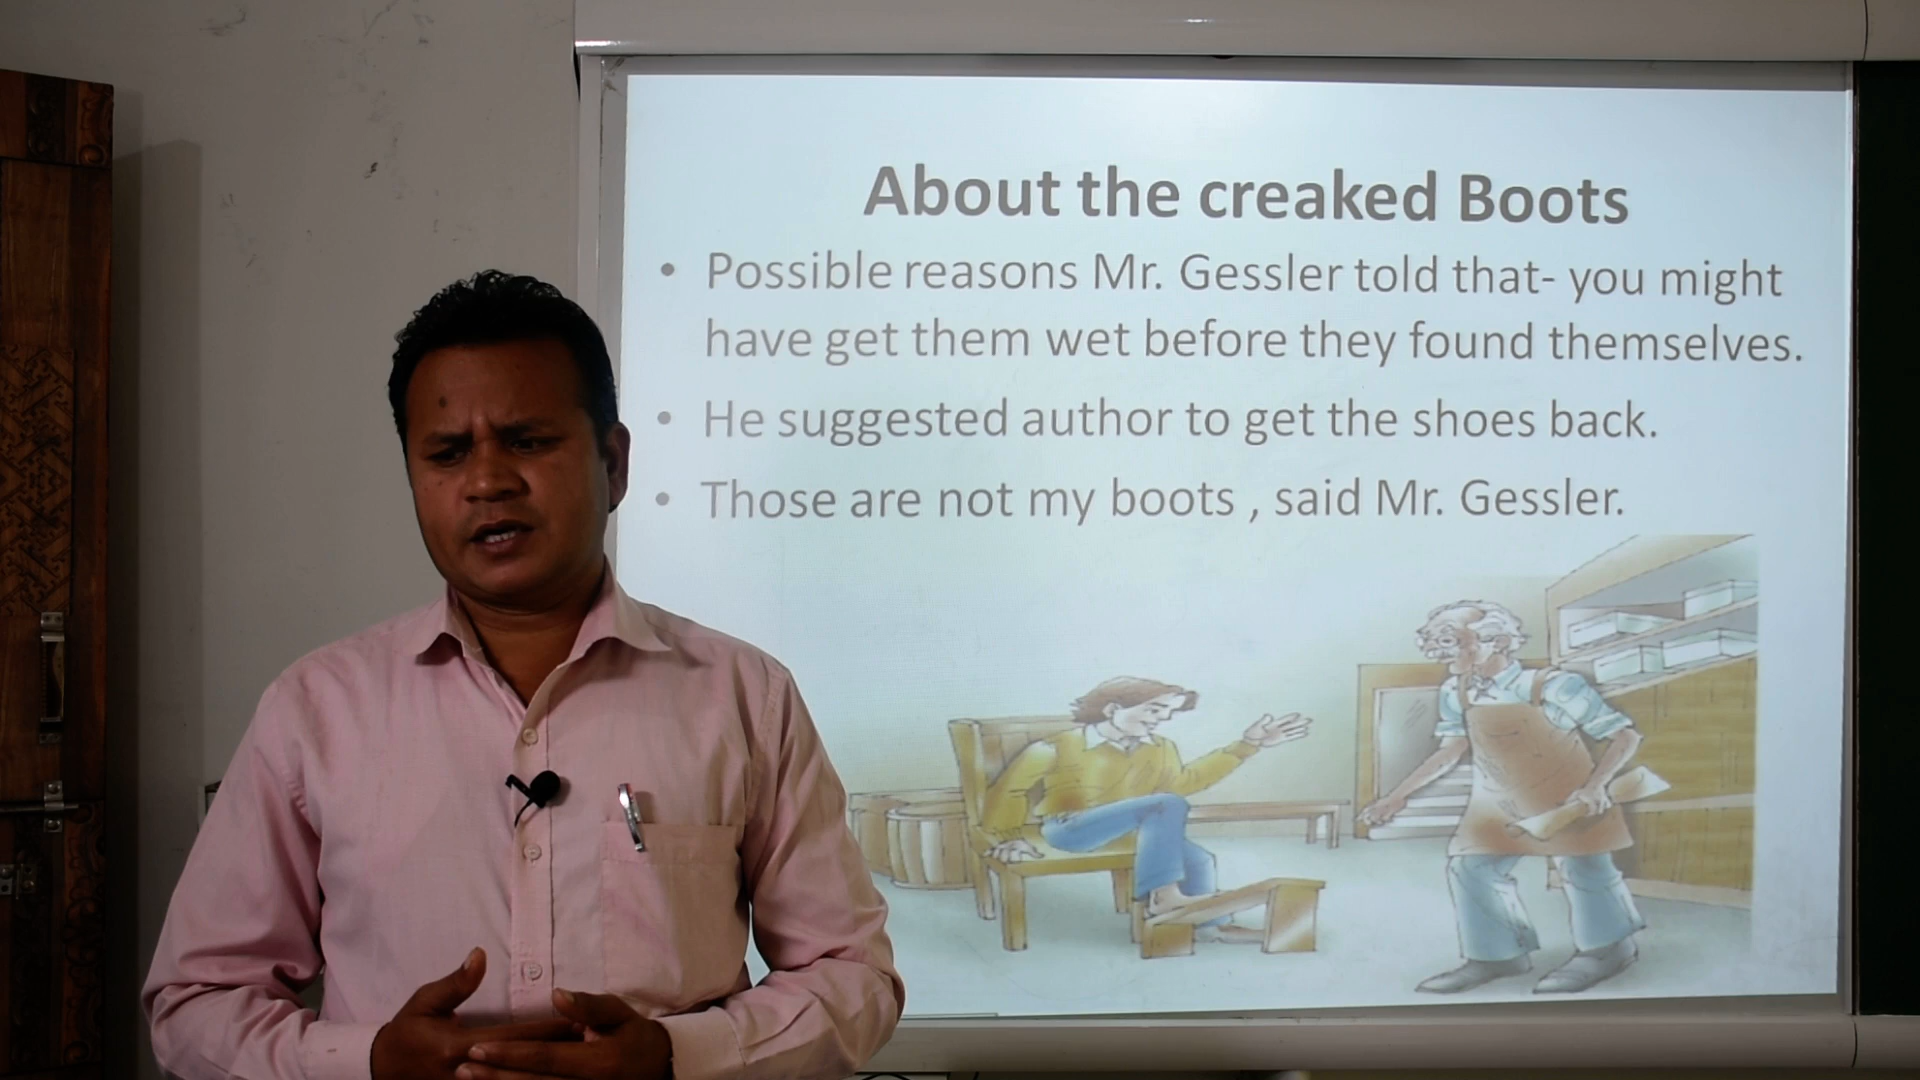 About the creaked Boots
• Possible reasons Mr. Gessler told that- you might
have get them wet before they found themselves.
• He suggested author to get the shoes back.
• Those are not my boots , said Mr. Gessler.